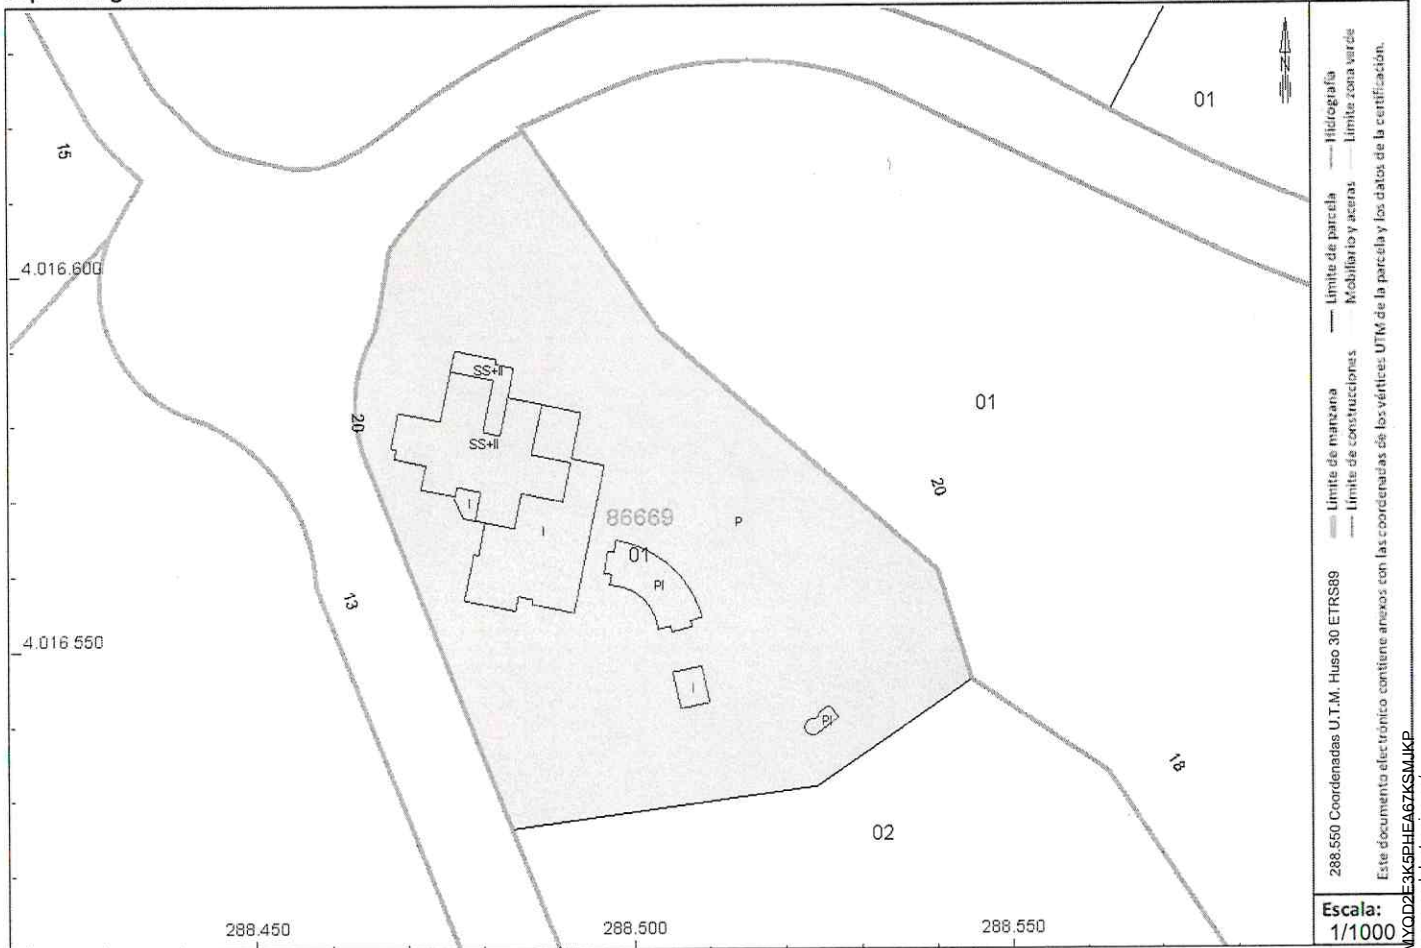 01
N
15
4.016.600
SS+II
01
20
SS+II
20
I
86669
P
I
01
PI
13
4.016.550
I
PI
18
02
288.450
288.500
288.550
288.550 Coordenadas U.T.M. Huso 30 ETRS89
Límite de manzana
Límite de parcela
Hidrografía
Límite de construcciones
Mobiliario y aceras
Límite zona verde
Este documento electrónico contiene anexos con las coordenadas de los vértices UTM de la parcela y los datos de la certificación.
Escala:
1/1000